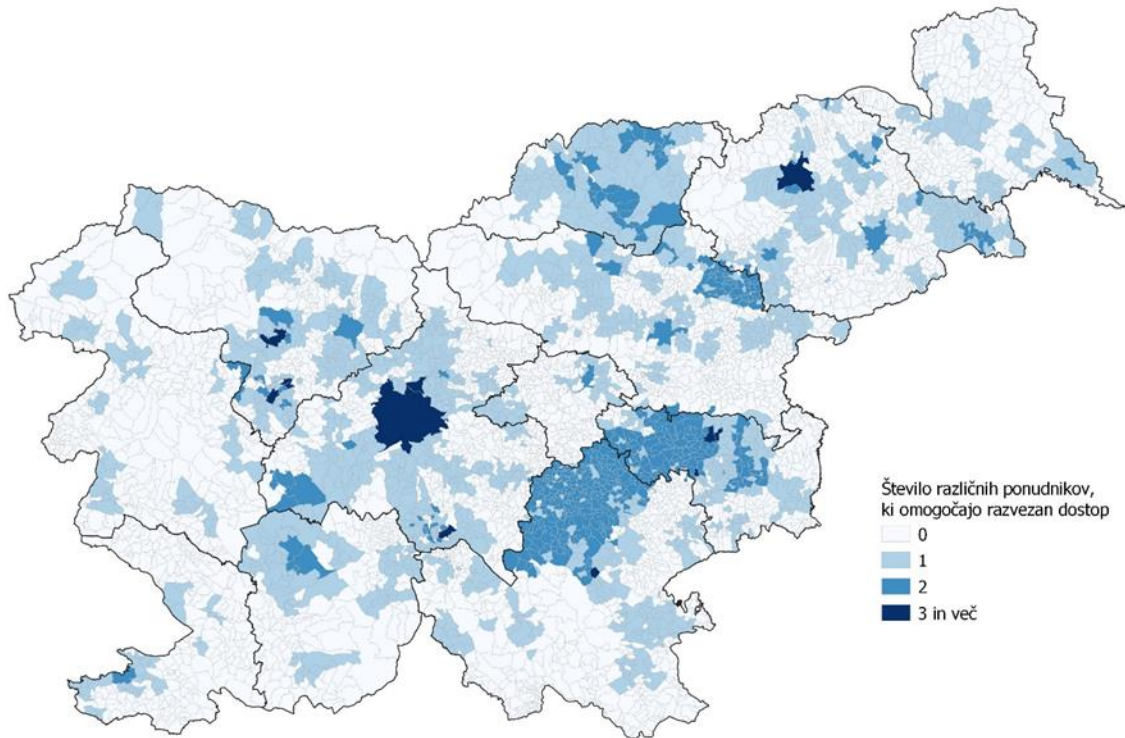 Število različnih ponudnikov,
ki omogočajo razvezan dostop
0
1
2
3 in več